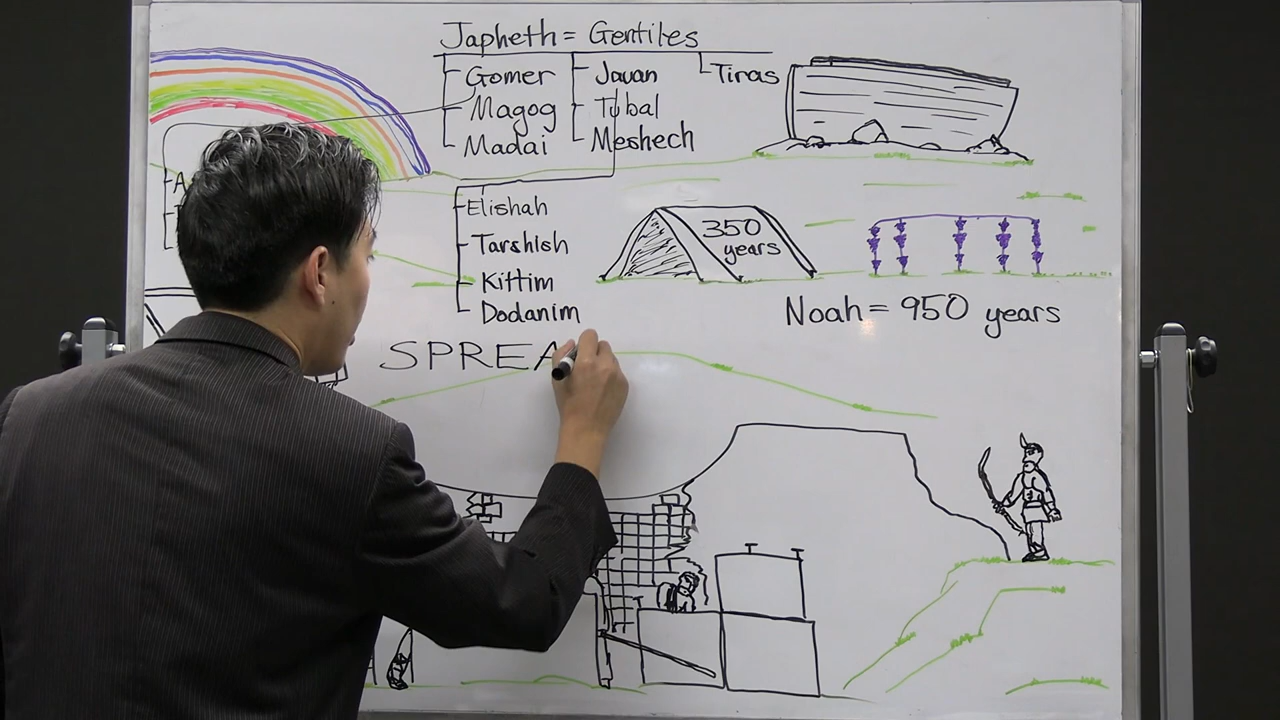 Japheth = Gentiles
Gomer Javan Tiras
Magog Tubal
Madai Meshech
A
Elishah
Tarshish
Kittim
Dodanim
350
years
Noah = 950 years
SPREA